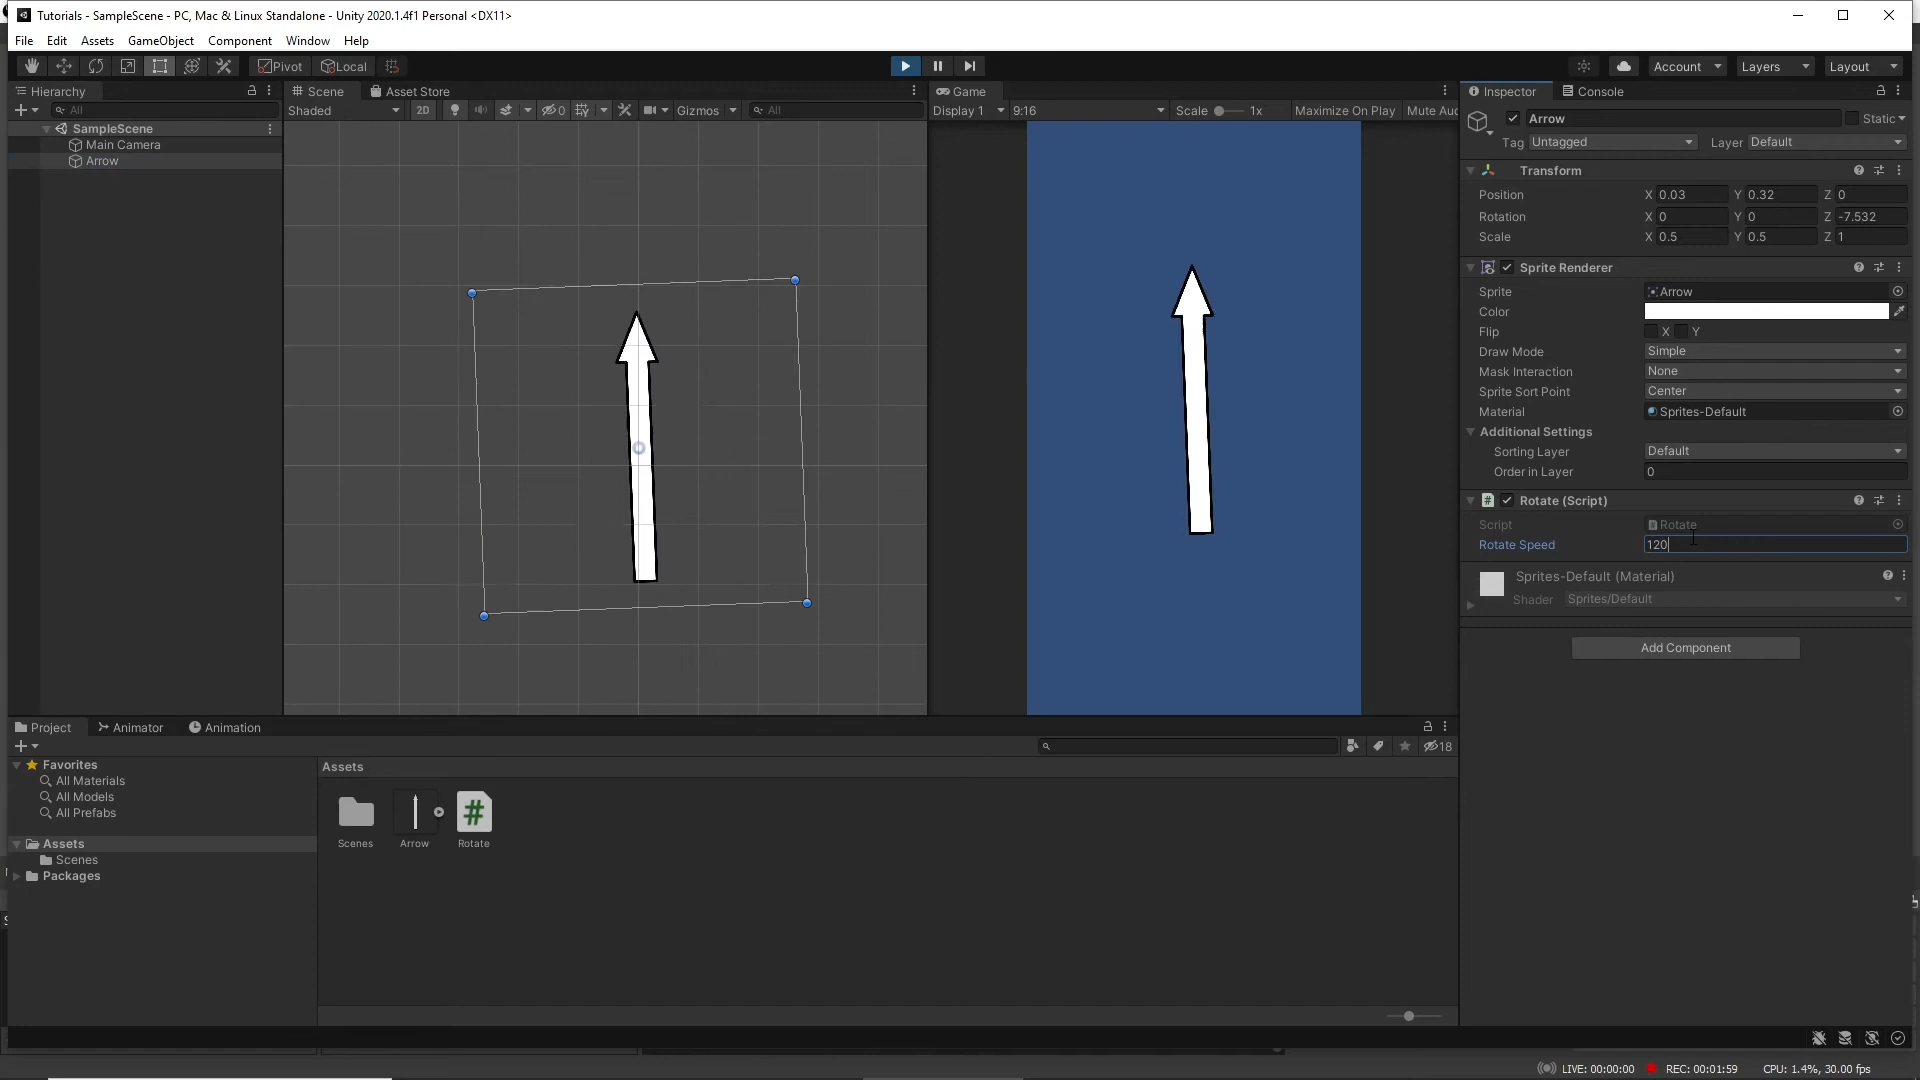 Tutorials - SampleScene - PC, Mac & Linux Standalone - Unity 2020.1.4f1 Personal <DX11>
File Edit Assets GameObject Component Window Help
Pivot Local Account Layers Layout
Hierarchy
All
SampleScene
Main Camera
Arrow
Scene Asset Store
Shaded 2D 0 Gizmos All
Game
Display 1 9:16 Scale 1x Maximize On Play Mute Auc
Inspector Console
Arrow Static
Tag Untagged Layer Default
Transform
Position X 0.03 Y 0.32 Z 0
Rotation X 0 Y 0 Z -7.532
Scale X 0.5 Y 0.5 Z 1
Sprite Renderer
Sprite Arrow
Color
Flip X Y
Draw Mode Simple
Mask Interaction None
Sprite Sort Point Center
Material Sprites-Default
Additional Settings
Sorting Layer Default
Order in Layer 0
# Rotate (Script)
Script Rotate
Rotate Speed 120
Sprites-Default (Material)
Shader Sprites/Default
Add Component
Project Animator Animation
18
Favorites
All Materials
All Models
All Prefabs
Assets
Scenes
Packages
Assets
#
Scenes Arrow Rotate
LIVE: 00:00:00 REC: 00:01:59 CPU: 1.4%, 30.00 fps